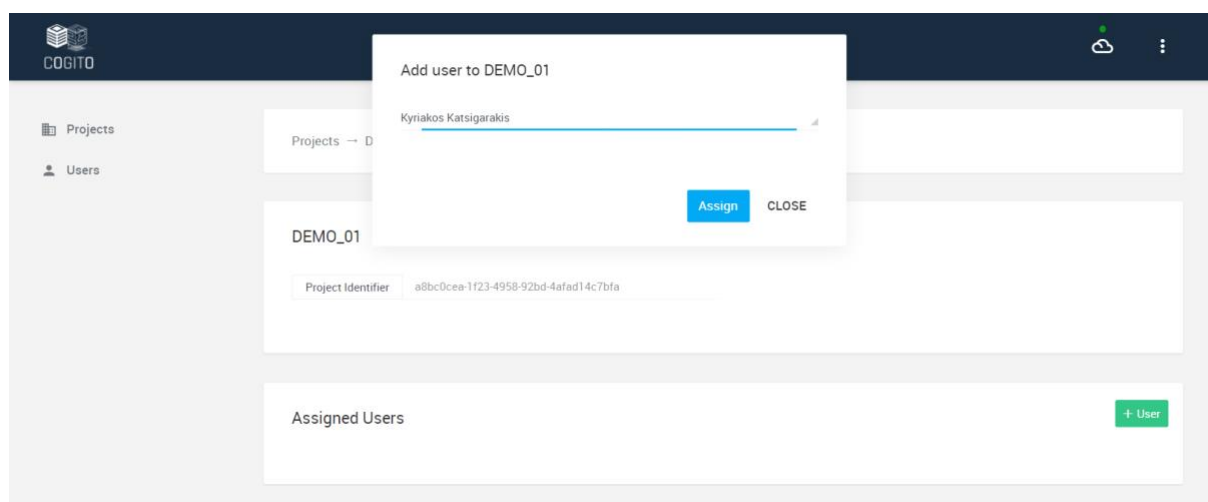 COGITO
Add user to DEMO_01
Kyriakos Katsigarakis
Assign CLOSE
Projects
Users
Projects → D
DEMO_01
Project Identifier a8bc0cea-1f23-4958-92bd-4afad14c7bfa
Assigned Users
+ User